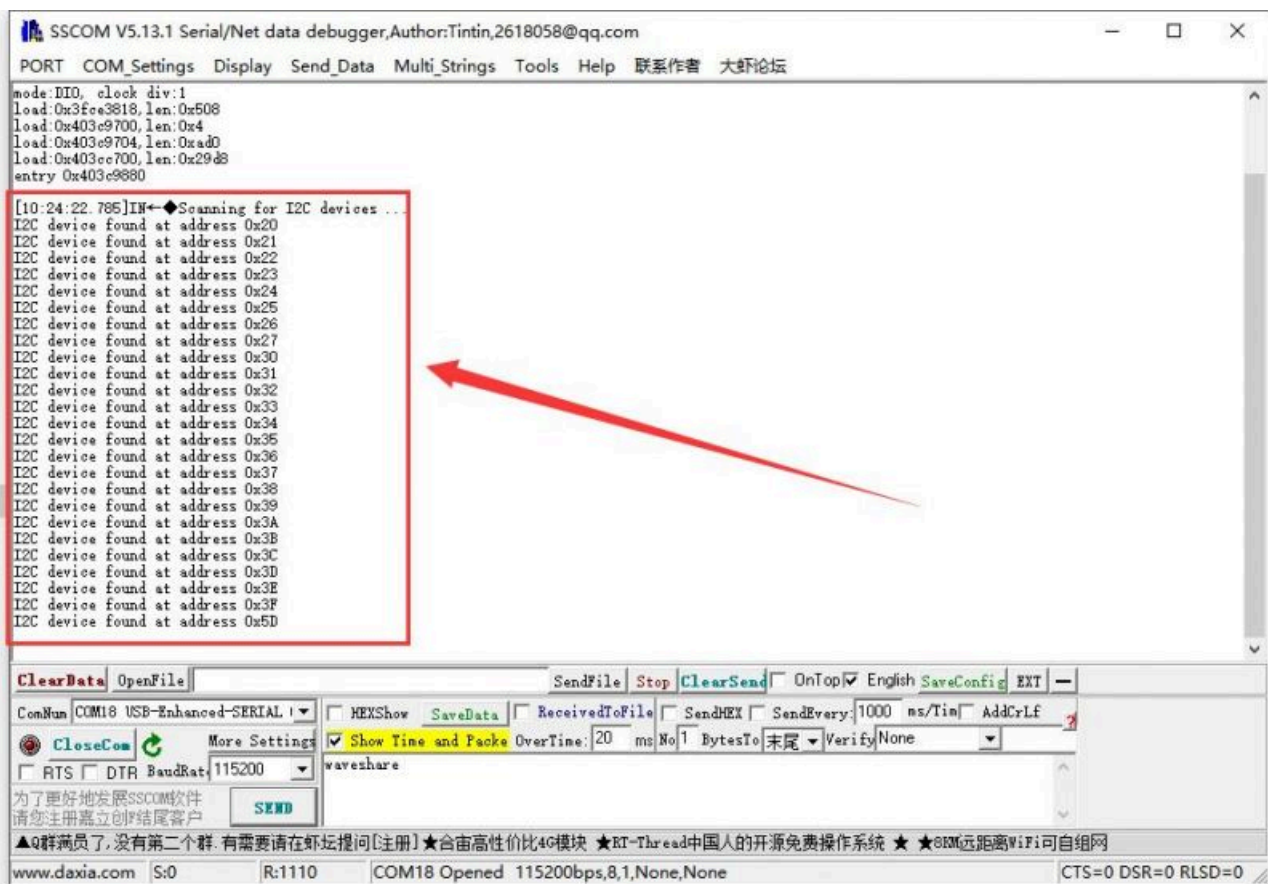 SSCOM V5.13.1 Serial/Net data debugger,Author:Tintin,2618058@qq.com
PORT COM_Settings Display Send_Data Multi_Strings Tools Help 联系作者 大虾论坛
mode:DIO, clock div:1
load:0x3fce3818,len:0x508
load:0x403c9700,len:0x4
load:0x403c9704,len:0xad0
load:0x403cc700,len:0x29d8
entry 0x403c9880
[10:24:22.785]IN←◆Scanning for I2C devices ...
I2C device found at address 0x20
I2C device found at address 0x21
I2C device found at address 0x22
I2C device found at address 0x23
I2C device found at address 0x24
I2C device found at address 0x25
I2C device found at address 0x26
I2C device found at address 0x27
I2C device found at address 0x30
I2C device found at address 0x31
I2C device found at address 0x32
I2C device found at address 0x33
I2C device found at address 0x34
I2C device found at address 0x35
I2C device found at address 0x36
I2C device found at address 0x37
I2C device found at address 0x38
I2C device found at address 0x39
I2C device found at address 0x3A
I2C device found at address 0x3B
I2C device found at address 0x3C
I2C device found at address 0x3D
I2C device found at address 0x3E
I2C device found at address 0x3F
I2C device found at address 0x5D
ClearData OpenFile SendFile Stop ClearSend OnTop English SaveConfig EXT —
ComNum COM18 USB-Enhanced-SERIAL HEXShow SaveData ReceivedToFile SendHEX SendEvery: 1000 ms/Tim AddCrLf
CloseCom More Settings Show Time and Packe OverTime: 20 ms No 1 BytesTo 末尾 Verify None
RTS DTR BaudRat 115200 waveshare
为了更好地发展SSCOM软件
请您注册嘉立创F结尾客户
SEND
▲Q群满员了,没有第二个群.有需要请在虾坛提问[注册]★合宙高性价比4G模块 ★RT-Thread中国人的开源免费操作系统 ★ ★8KM远距离WiFi可自组网
www.daxia.com S:0 R:1110 COM18 Opened 115200bps,8,1,None,None CTS=0 DSR=0 RLSD=0